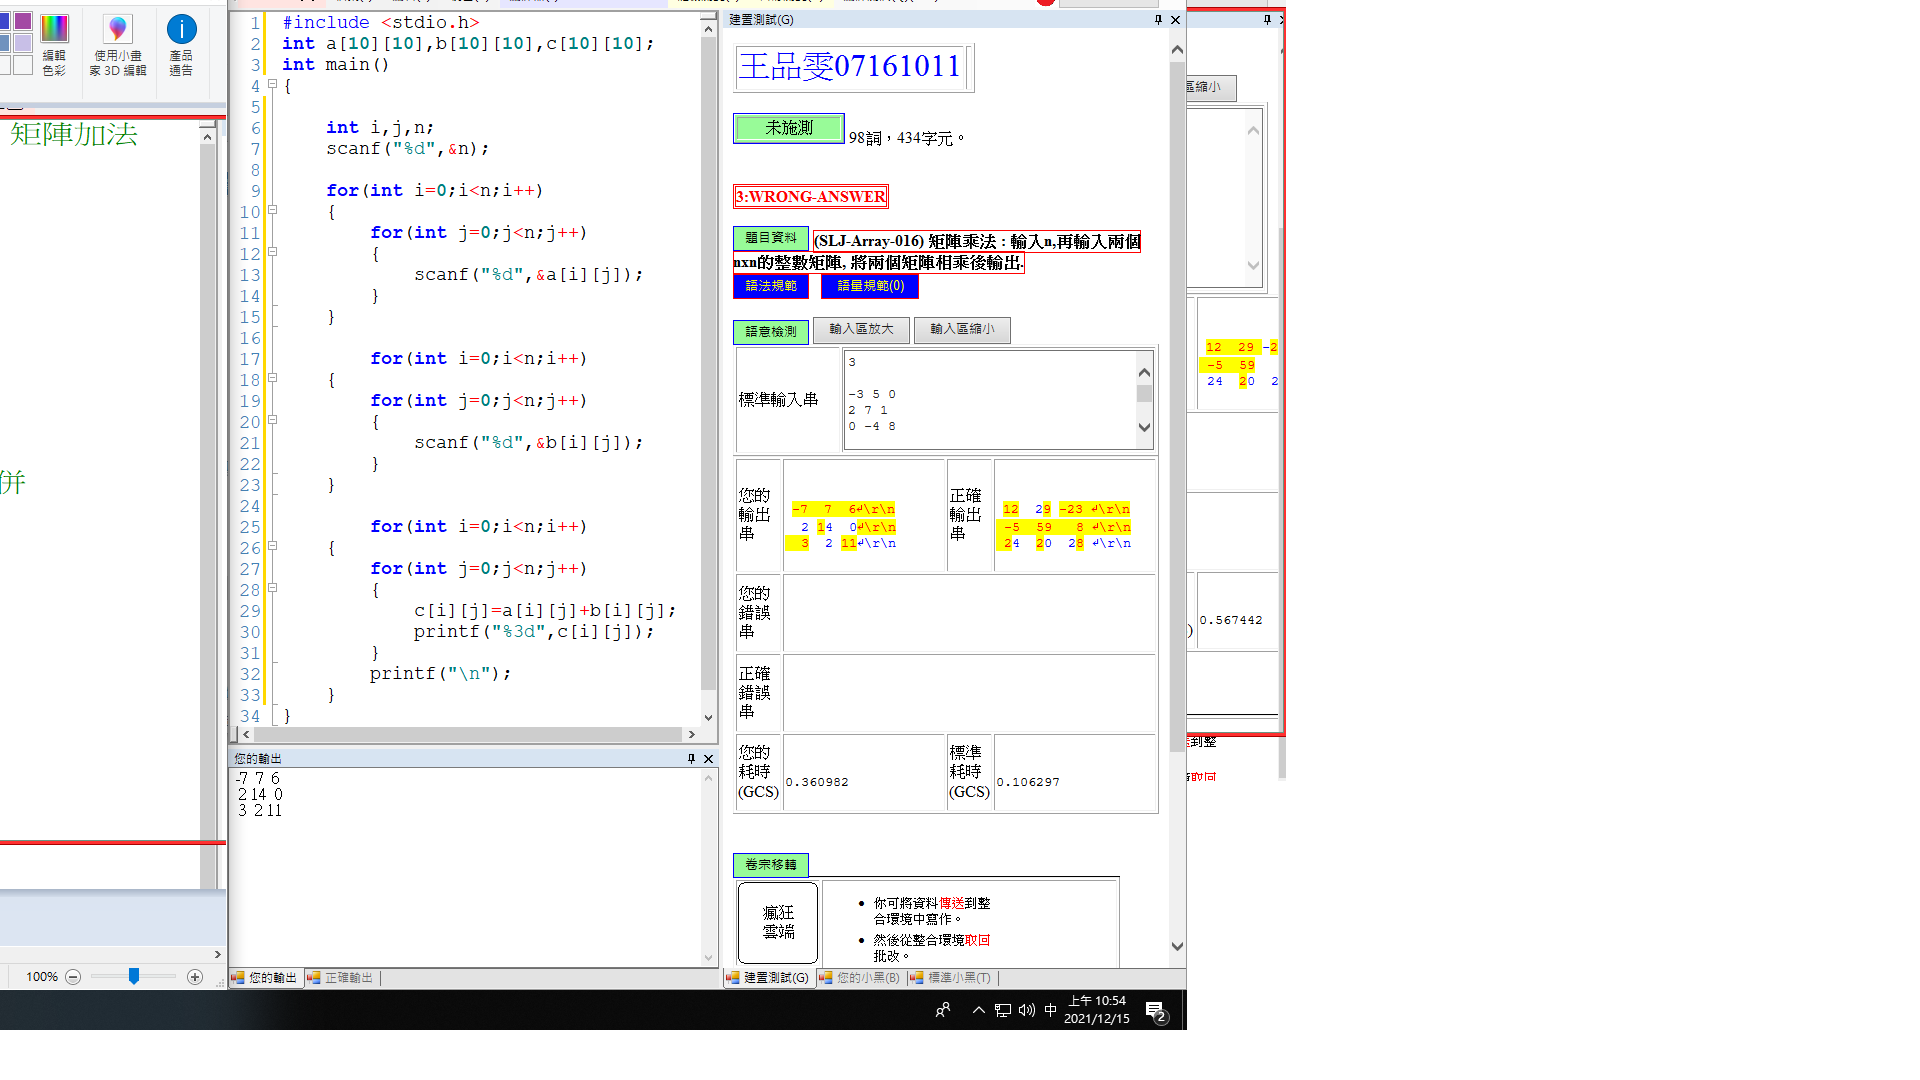 編輯
色彩
使用小畫
家 3D 編輯
產品
通告
矩陣加法
併
100%
1 #include <stdio.h>
2 int a[10][10],b[10][10],c[10][10];
3 int main()
4 {
5
6 int i,j,n;
7 scanf("%d",&n);
8
9 for(int i=0;i<n;i++)
10 {
11 for(int j=0;j<n;j++)
12 {
13 scanf("%d",&a[i][j]);
14 }
15 }
16
17 for(int i=0;i<n;i++)
18 {
19 for(int j=0;j<n;j++)
20 {
21 scanf("%d",&b[i][j]);
22 }
23 }
24
25 for(int i=0;i<n;i++)
26 {
27 for(int j=0;j<n;j++)
28 {
29 c[i][j]=a[i][j]+b[i][j];
30 printf("%3d",c[i][j]);
31 }
32 printf("\n");
33 }
34 }
您的輸出
-7 7 6
2 14 0
3 2 11
您的輸出 正確輸出
建置測試(G)
王品雯07161011
未施測 98詞，434字元。
3:WRONG-ANSWER
題目資料 (SLJ-Array-016) 矩陣乘法 : 輸入n,再輸入兩個
nxn的整數矩陣, 將兩個矩陣相乘後輸出.
語法規範 語量規範(0)
語意檢測 輸入區放大 輸入區縮小
標準輸入串
3
-3 5 0
2 7 1
0 -4 8
您的
輸出
串
-7 7 6↲\r\n
2 14 0↲\r\n
3 2 11↲\r\n
正確
輸出
串
12 29 -23 ↲\r\n
-5 59 8 ↲\r\n
24 20 28 ↲\r\n
您的
錯誤
串
正確
錯誤
串
您的
耗時
(GCS)
0.360982
標準
耗時
(GCS)
0.106297
卷宗移轉
瘋狂
雲端
• 你可將資料傳送到整
合環境中寫作。
• 然後從整合環境取回
批改。
建置測試(G) 您的小黑(B) 標準小黑(T)
中
上午 10:54
2021/12/15
2
區縮小
12 29 -2
-5 59
24 20 2
0.567442
)
到整
取回